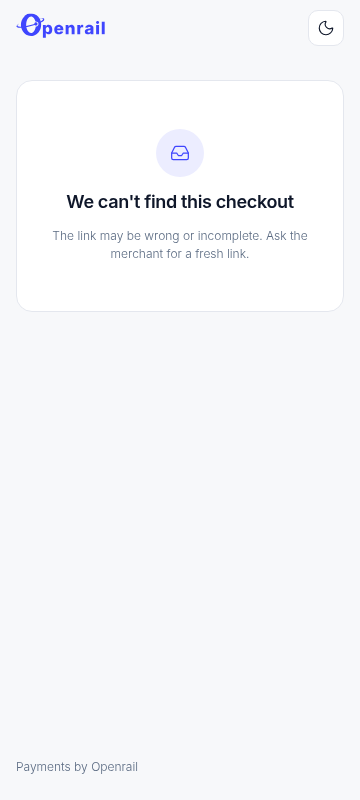 Openrail
We can't find this checkout
The link may be wrong or incomplete. Ask the
merchant for a fresh link.
Payments by Openrail